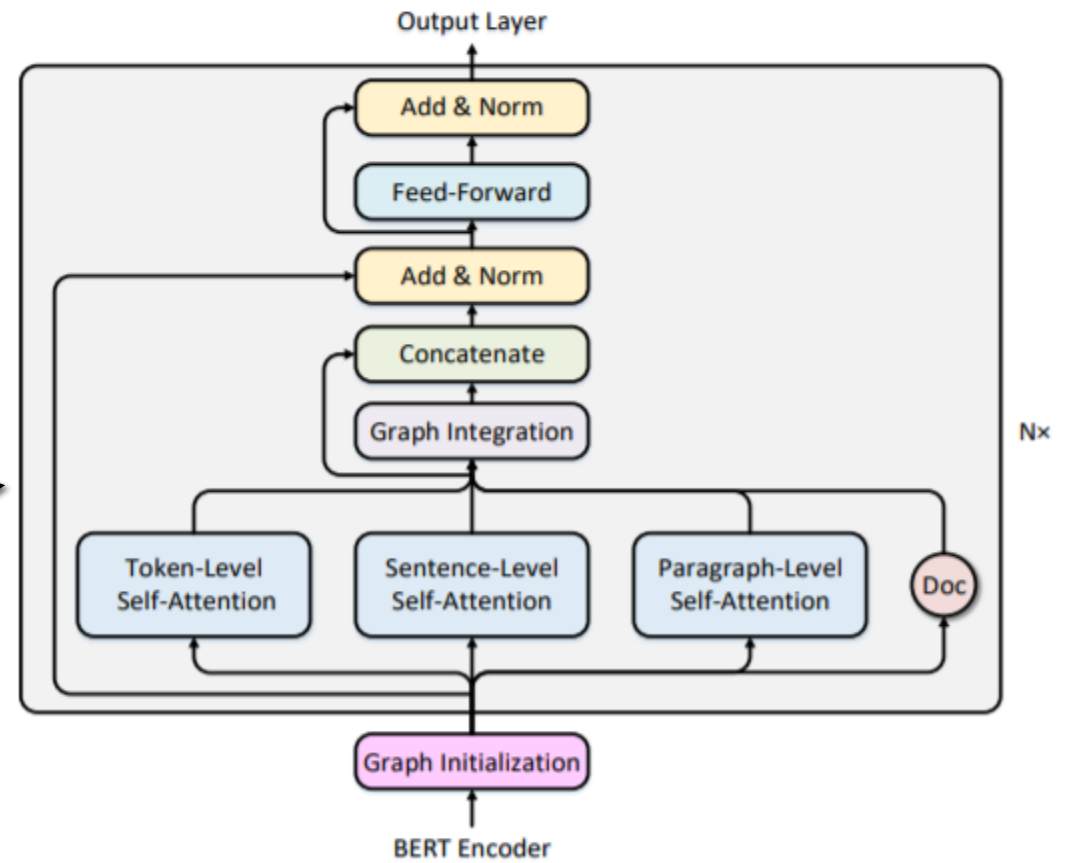 Output Layer
Add & Norm
Feed-Forward
Add & Norm
Concatenate
Graph Integration
N×
Token-Level
Self-Attention
Sentence-Level
Self-Attention
Paragraph-Level
Self-Attention
Doc
Graph Initialization
BERT Encoder